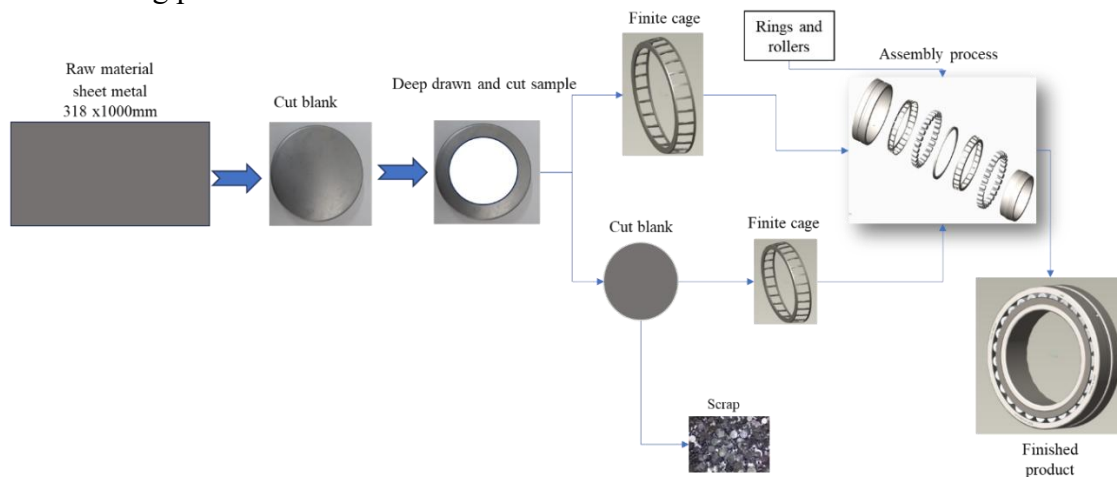 Raw material
sheet metal
318 x1000mm
Cut blank
Deep drawn and cut sample
Finite cage
Rings and
rollers
Assembly process
Cut blank
Finite cage
Scrap
Finished
product